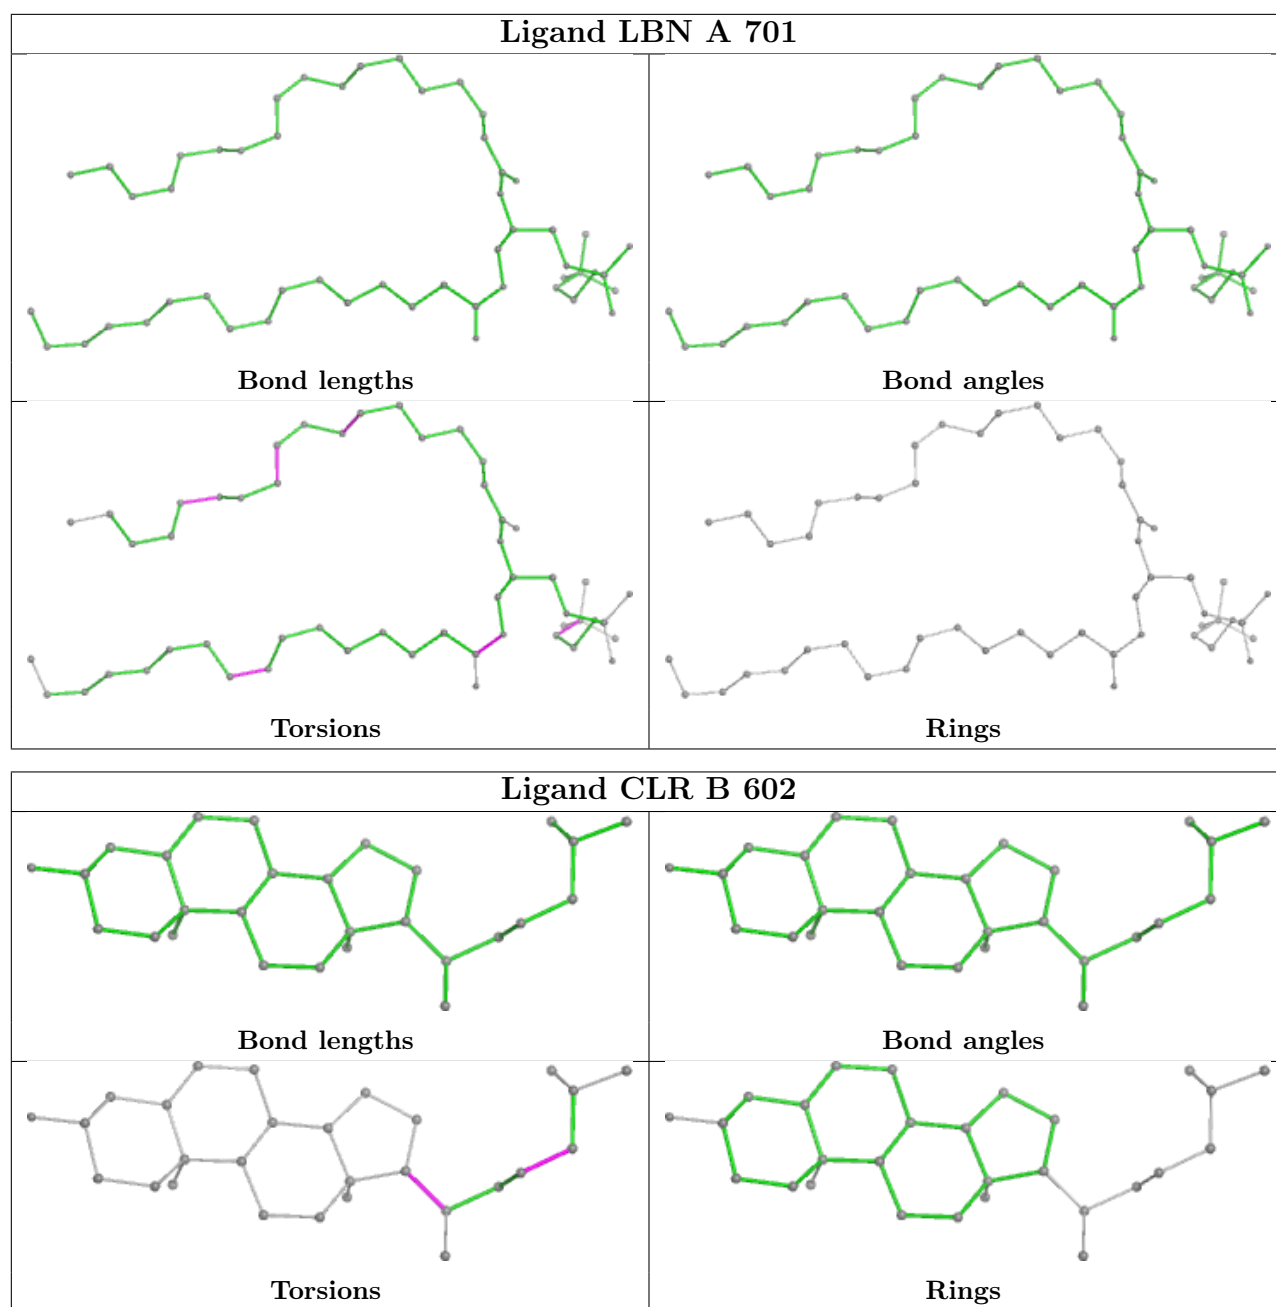 Ligand LBN A 701
Bond lengths
Bond angles
Torsions
Rings
Ligand CLR B 602
Bond lengths
Bond angles
Torsions
Rings